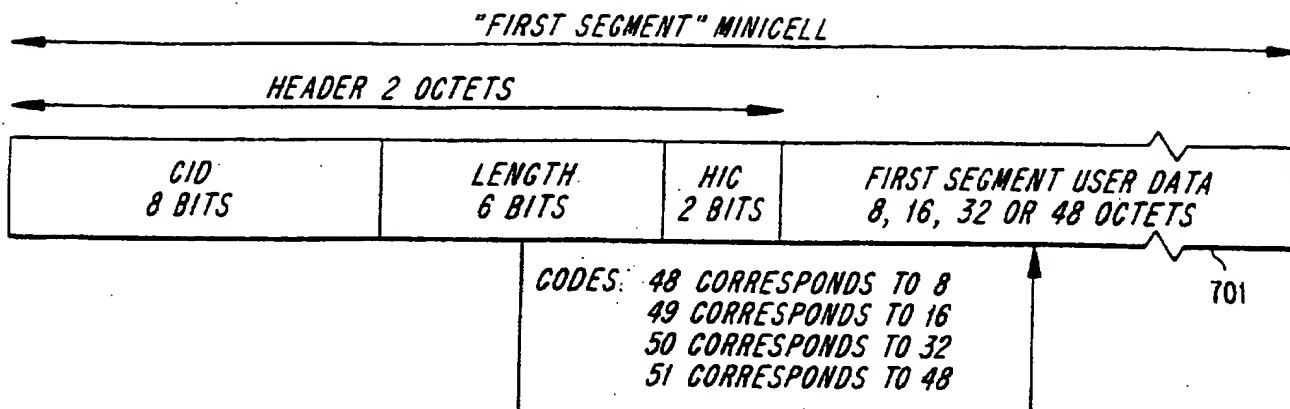 "FIRST SEGMENT" MINICELL
HEADER 2 OCTETS
CID
8 BITS
LENGTH
6 BITS
HIC
2 BITS
FIRST SEGMENT USER DATA
8, 16, 32 OR 48 OCTETS
701
CODES: 48 CORRESPONDS TO 8
49 CORRESPONDS TO 16
50 CORRESPONDS TO 32
51 CORRESPONDS TO 48